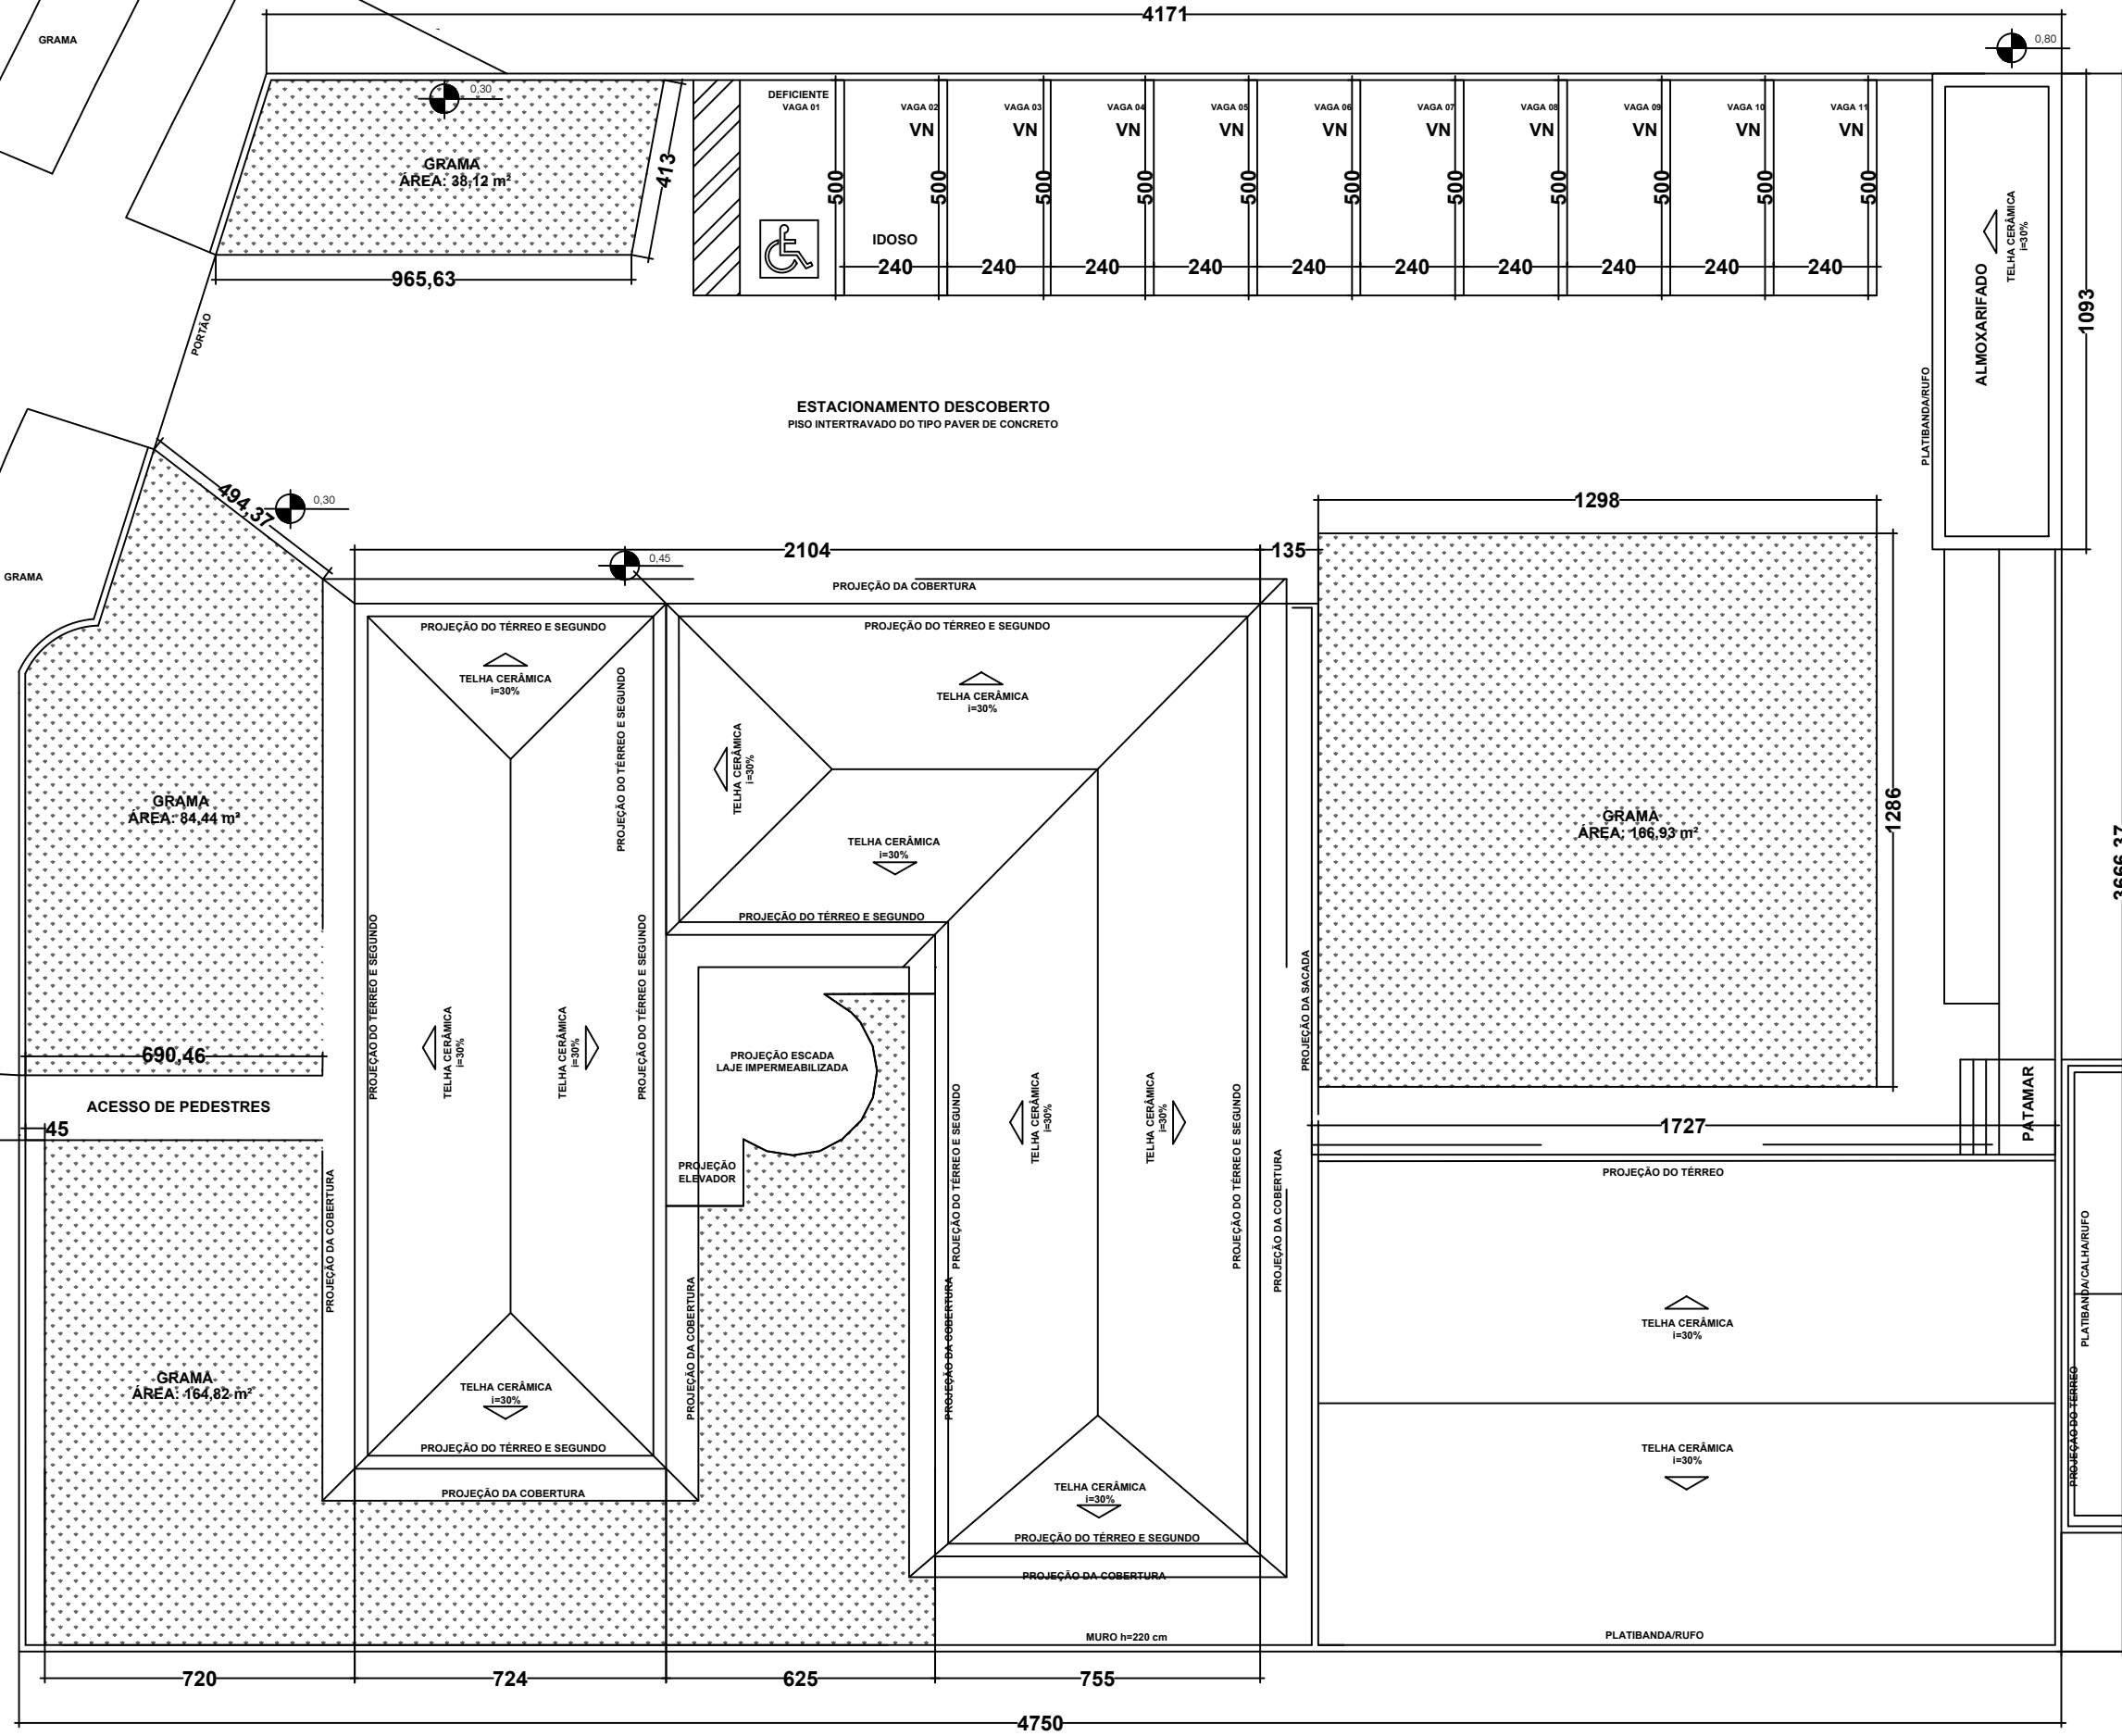 4171
GRAMA
0,80
0,30
GRAMA
ÁREA: 38,12 m²
413
965,63
PORTÃO
DEFICIENTE
VAGA 01
VAGA 02
VN
VAGA 03
VN
VAGA 04
VN
VAGA 05
VN
VAGA 06
VN
VAGA 07
VN
VAGA 08
VN
VAGA 09
VN
VAGA 10
VN
VAGA 11
VN
500
500
500
500
500
500
500
500
500
500
500
IDOSO
240
240
240
240
240
240
240
240
240
240
TELHA CERÂMICA
i=30%
ALMOXARIFADO
1093
PLATIBANDA/RUFO
ESTACIONAMENTO DESCOBERTO
PISO INTERTRAVADO DO TIPO PAVER DE CONCRETO
494,37
0,30
1298
2104
135
0,45
GRAMA
PROJEÇÃO DA COBERTURA
PROJEÇÃO DO TÉRREO E SEGUNDO
PROJEÇÃO DO TÉRREO E SEGUNDO
TELHA CERÂMICA
i=30%
PROJEÇÃO DO TÉRREO E SEGUNDO
TELHA CERÂMICA
i=30%
TELHA CERÂMICA
i=30%
GRAMA
ÁREA: 84,44 m²
TELHA CERÂMICA
i=30%
GRAMA
ÁREA: 166,93 m²
1286
3666,37
PROJEÇÃO DO TÉRREO E SEGUNDO
PROJEÇÃO DO TÉRREO E SEGUNDO
PROJEÇÃO DO TÉRREO E SEGUNDO
TELHA CERÂMICA
i=30%
TELHA CERÂMICA
i=30%
PROJEÇÃO DA SACADA
690,46
PROJEÇÃO ESCADA
LAJE IMPERMEABILIZADA
ACESSO DE PEDESTRES
45
PROJEÇÃO DO TÉRREO E SEGUNDO
TELHA CERÂMICA
i=30%
TELHA CERÂMICA
i=30%
PROJEÇÃO DO TÉRREO E SEGUNDO
1727
PATAMAR
PROJEÇÃO
ELEVADOR
PROJEÇÃO DO TÉRREO
PROJEÇÃO DA COBERTURA
PROJEÇÃO DA COBERTURA
PROJEÇÃO DA COBERTURA
PROJEÇÃO DA COBERTURA
PLATIBANDA/CALHA/RUFO
TELHA CERÂMICA
i=30%
GRAMA
ÁREA: 164,82 m²
TELHA CERÂMICA
i=30%
PROJEÇÃO DO TÉRREO
PROJEÇÃO DO TÉRREO E SEGUNDO
TELHA CERÂMICA
i=30%
PROJEÇÃO DA COBERTURA
TELHA CERÂMICA
i=30%
PROJEÇÃO DO TÉRREO E SEGUNDO
PROJEÇÃO DA COBERTURA
MURO h=220 cm
PLATIBANDA/RUFO
720
724
625
755
4750